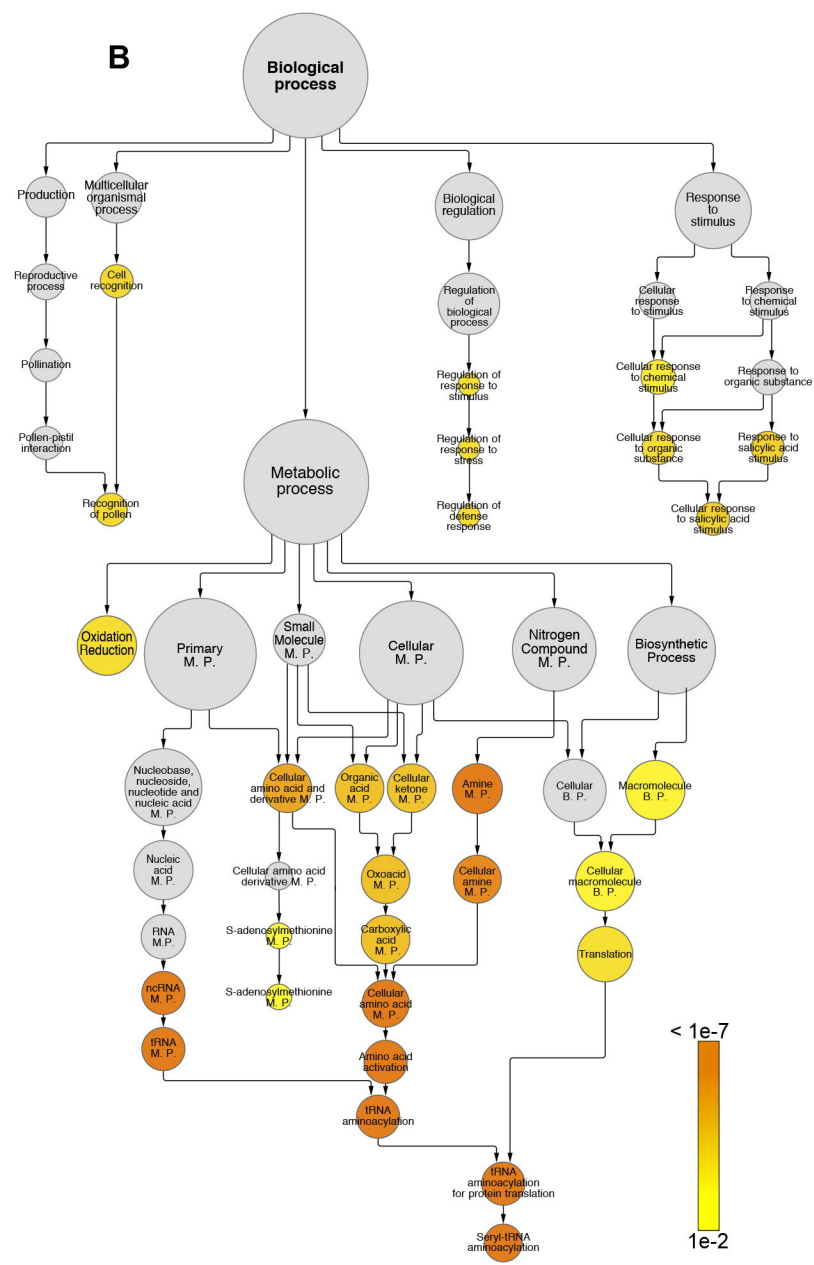 B
Biological
process
Production
Multicellular
organismal
process
Biological
regulation
Response
to
stimulus
Reproductive
process
Cell
recognition
Regulation
of
biological
process
Cellular
response
to stimulus
Response
to chemical
stimulus
Pollination
Regulation of
response to
stimulus
Cellular response
to chemical
stimulus
Response to
organic substance
Pollen-pistil
interaction
Regulation of
response to
stress
Cellular response
to organic
substance
Response to
salicylic acid
stimulus
Metabolic
process
Recognition
of pollen
Regulation of
defense
response
Cellular response
to salicylic acid
stimulus
Oxidation
Reduction
Primary
M. P.
Small
Molecule
M. P.
Cellular
M. P.
Nitrogen
Compound
M. P.
Biosynthetic
Process
Nucleobase,
nucleoside,
nucleotide and
nucleic acid
M. P.
Cellular
amino acid and
derivative M. P.
Organic
acid
M. P.
Cellular
ketone
M. P.
Amine
M. P.
Cellular
B. P.
Macromolecule
B. P.
Nucleic
acid
M. P.
Cellular amino acid
derivative M. P.
Oxoacid
M. P.
Cellular
amine
M. P.
Cellular
macromolecule
B. P.
RNA
M.P.
S-adenosylmethionine
M. P.
Carboxylic
acid
M. P.
Translation
ncRNA
M. P.
S-adenosylmethionine
M. P.
Cellular
amino acid
M. P.
tRNA
M. P.
Amino acid
activation
tRNA
aminoacylation
tRNA
aminoacylation
for protein translation
Seryl-tRNA
aminoacylation
< 1e-7
1e-2